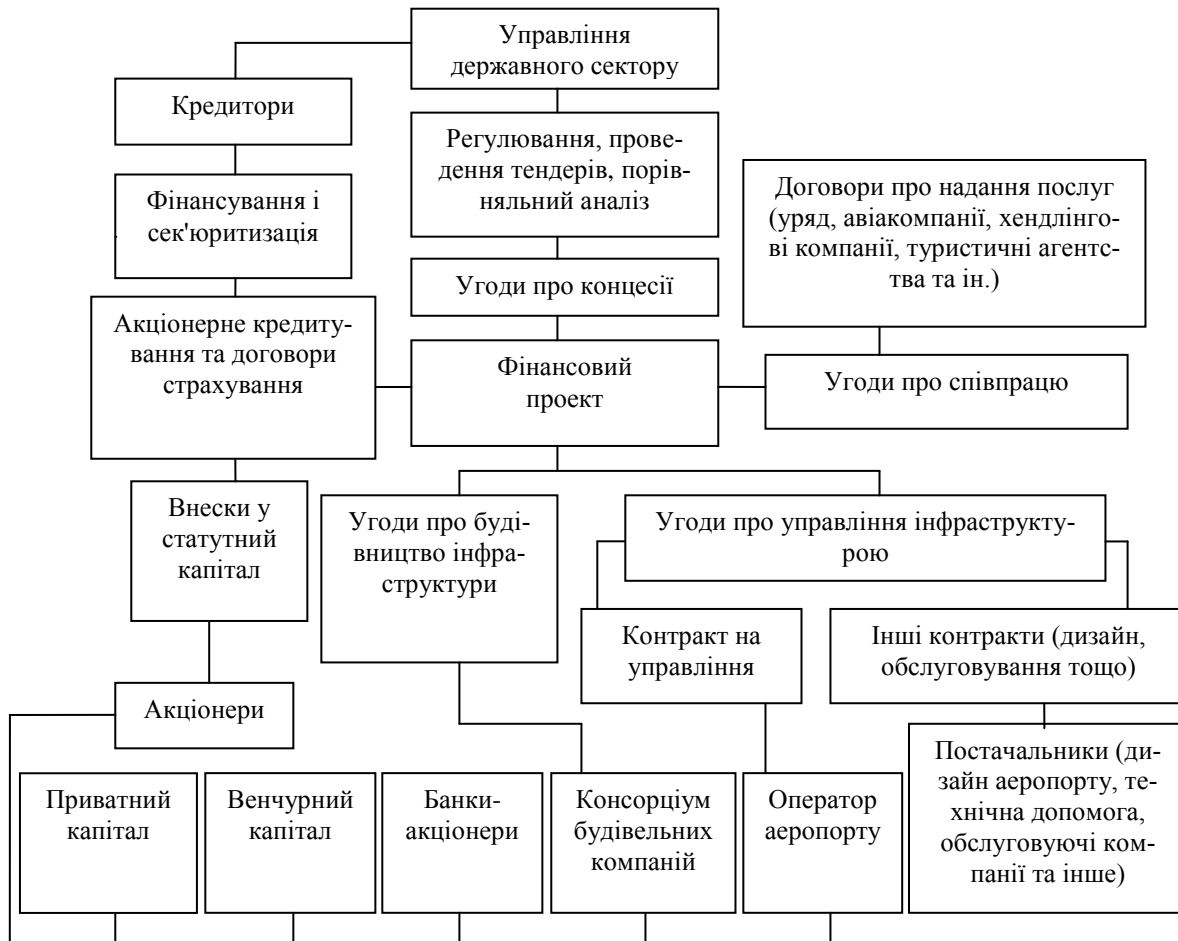 Управління
державного сектору
Кредитори
Регулювання, прове-
дення тендерів, порів-
няльний аналіз
Договори про надання послуг
(уряд, авіакомпанії, хендлінго-
ві компанії, туристичні агентс-
тва та ін.)
Фінансування і
сек'юритизація
Угоди про концесії
Акціонерне кредиту-
вання та договори
страхування
Фінансовий
проект
Угоди про співпрацю
Внески у
статутний
капітал
Угоди про буді-
вництво інфра-
структури
Угоди про управління інфраструкту-
рою
Контракт на
управління
Інші контракти (дизайн,
обслуговування тощо)
Акціонери
Приватний
капітал
Венчурний
капітал
Банки-
акціонери
Консорціум
будівельних
компаній
Оператор
аеропорту
Постачальники (ди-
зайн аеропорту, те-
хнічна допомога,
обслуговуючі ком-
панії та інше)